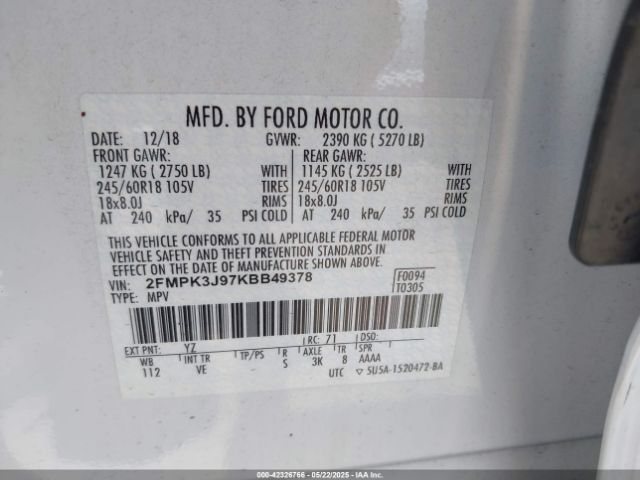 MFD. BY FORD MOTOR CO.
DATE: 12/18 GVWR: 2390 KG ( 5270 LB)
FRONT GAWR: REAR GAWR:
1247 KG ( 2750 LB) WITH 1145 KG ( 2525 LB) WITH
245/60R18 105V TIRES 245/60R18 105V TIRES
18x8.0J RIMS 18x8.0J RIMS
AT 240 kPa/ 35 PSI COLD AT 240 kPa/ 35 PSI COLD
THIS VEHICLE CONFORMS TO ALL APPLICABLE FEDERAL MOTOR
VEHICLE SAFETY AND THEFT PREVENTION STANDARDS IN
EFFECT ON THE DATE OF MANUFACTURE SHOWN ABOVE.
VIN: 2FMPK3J97KBB49378 F0094
TYPE: MPV T0305
EXT PNT: YZ RC: 71 DSO:
WB INT TR TP/PS R AXLE TR SPR
112 VE S 3K 8 AAAA
UTC ▽ 5U5A-1520472-BA
00-42326766 - 05/22/2025 - COPYRIGHT © IAA, LLC